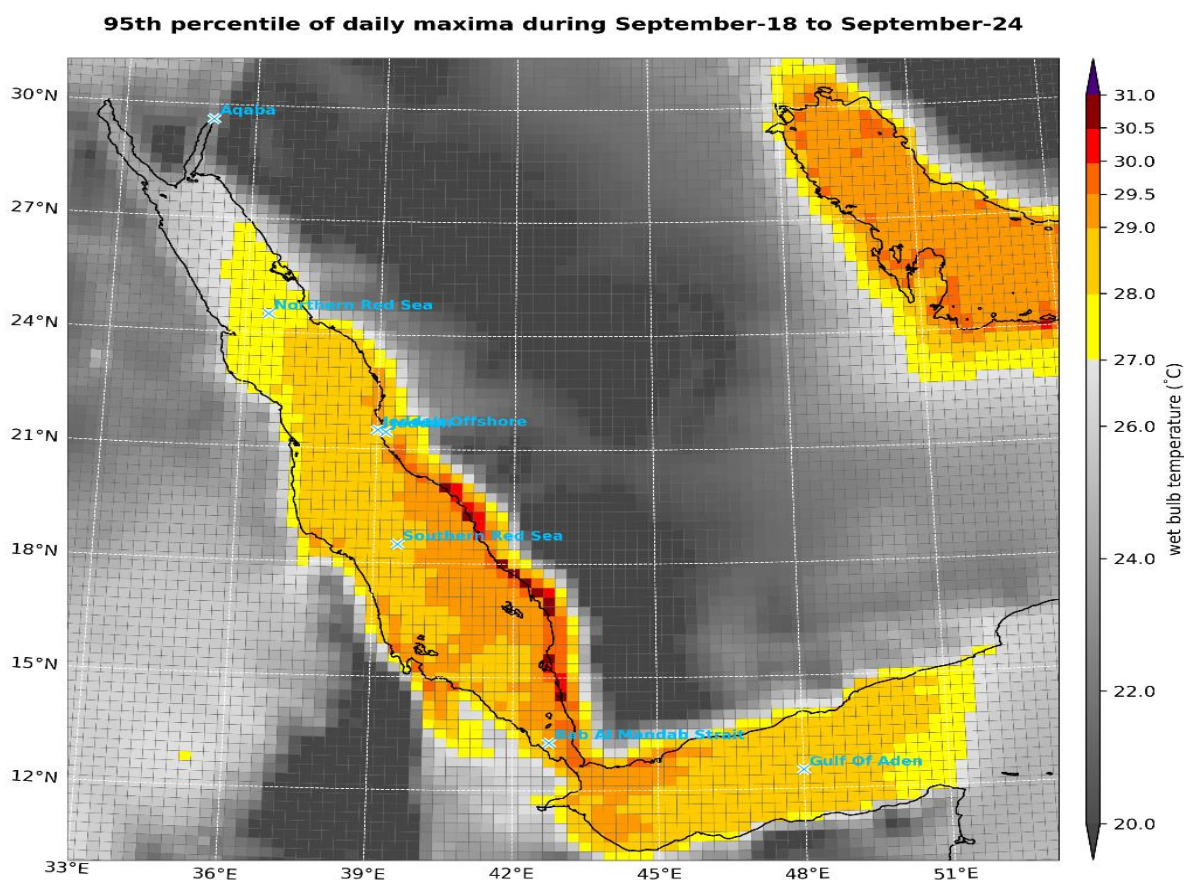 95th percentile of daily maxima during September-18 to September-24
30°N
27°N
24°N
21°N
18°N
15°N
12°N
33°E
36°E
39°E
42°E
45°E
48°E
51°E
Aqaba
Northern Red Sea
Jeddah Offshore
Southern Red Sea
Bab Al Mandab Strait
Gulf Of Aden
31.0
30.5
30.0
29.5
29.0
28.0
27.0
26.0
24.0
22.0
20.0
wet bulb temperature (°C)